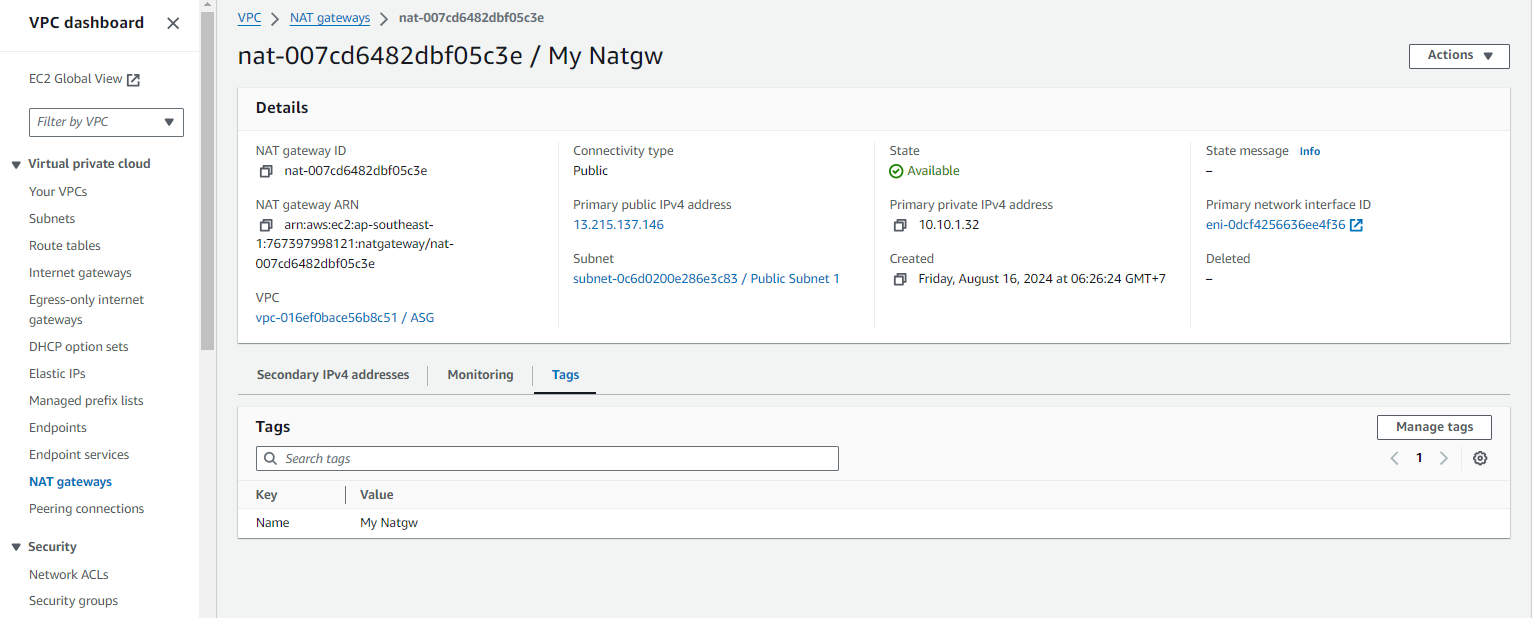 VPC dashboard
EC2 Global View
Filter by VPC
Virtual private cloud
Your VPCs
Subnets
Route tables
Internet gateways
Egress-only internet
gateways
DHCP option sets
Elastic IPs
Managed prefix lists
Endpoints
Endpoint services
NAT gateways
Peering connections
Security
Network ACLs
Security groups
VPC > NAT gateways > nat-007cd6482dbf05c3e
nat-007cd6482dbf05c3e / My Natgw
Actions
Details
NAT gateway ID
nat-007cd6482dbf05c3e
NAT gateway ARN
arn:aws:ec2:ap-southeast-
1:767397998121:natgateway/nat-
007cd6482dbf05c3e
VPC
vpc-016ef0bace56b8c51 / ASG
Connectivity type
Public
Primary public IPv4 address
13.215.137.146
Subnet
subnet-0c6d0200e286e3c83 / Public Subnet 1
State
Available
Primary private IPv4 address
10.10.1.32
Created
Friday, August 16, 2024 at 06:26:24 GMT+7
State message Info
–
Primary network interface ID
eni-0dcf4256636ee4f36
Deleted
–
Secondary IPv4 addresses
Monitoring
Tags
Tags
Manage tags
Search tags
1
Key Value
Name My Natgw